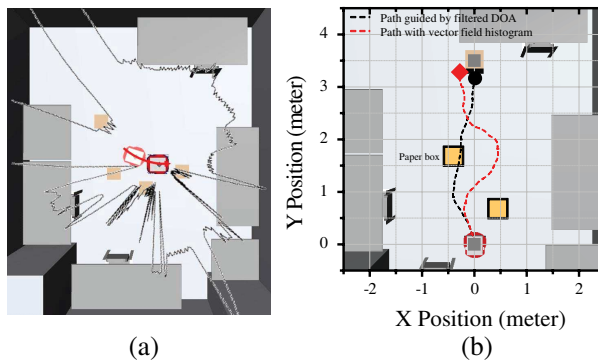 (a)
Path guided by filtered DOA
Path with vector field histogram
Y Position (meter)
4
3
2
1
0
Paper box
-2
-1
0
1
2
X Position (meter)
(b)